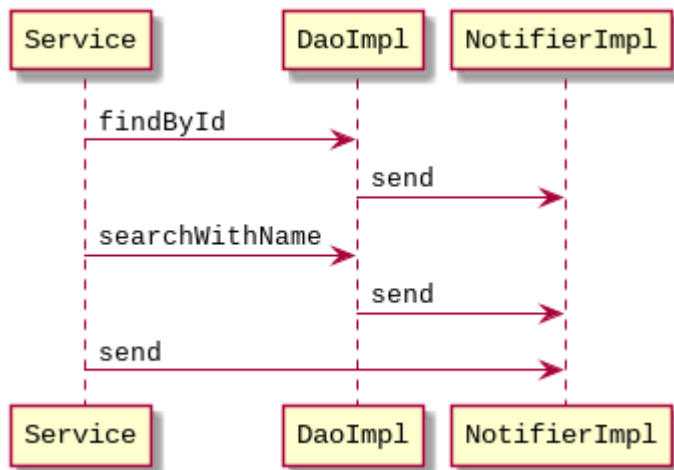 Service DaoImpl NotifierImpl
findById
send
searchWithName
send
send
Service DaoImpl NotifierImpl